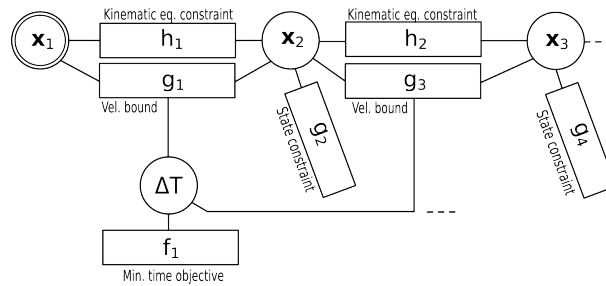 Kinematic eq. constraint
Kinematic eq. constraint
x₁
h₁
x₂
h₂
x₃
g₁
g₃
Vel. bound
Vel. bound
g₂
State constraint
g₄
State constraint
ΔT
f₁
Min. time objective